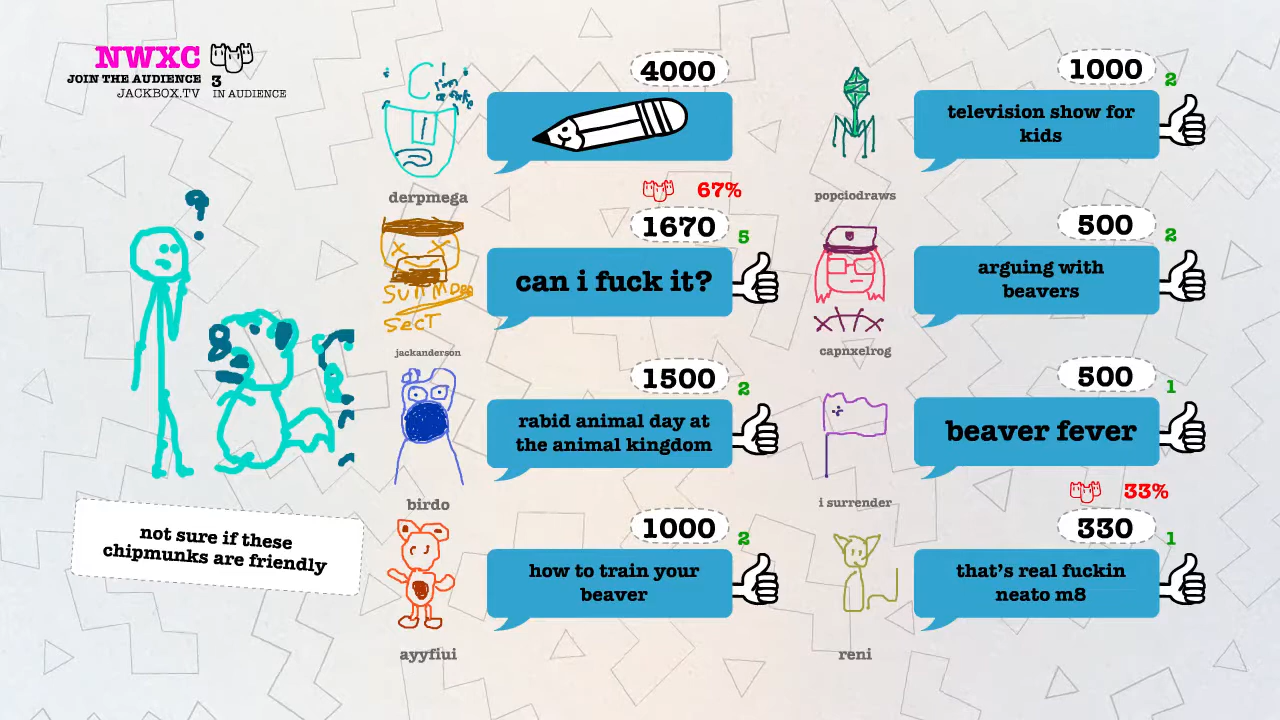 NWXC
JOIN THE AUDIENCE
JACKBOX.TV
3
IN AUDIENCE
?
not sure if these
chipmunks are friendly
4000
derpmega
67%
1670
5
can i fuck it?
SUMMER
SECT
jackanderson
1500
2
rabid animal day at
the animal kingdom
birdo
1000
2
how to train your
beaver
ayyfiui
1000
2
television show for
kids
popciodraws
500
2
arguing with
beavers
capnxelrog
500
1
beaver fever
i surrender
33%
330
1
that's real fuckin
neato m8
reni